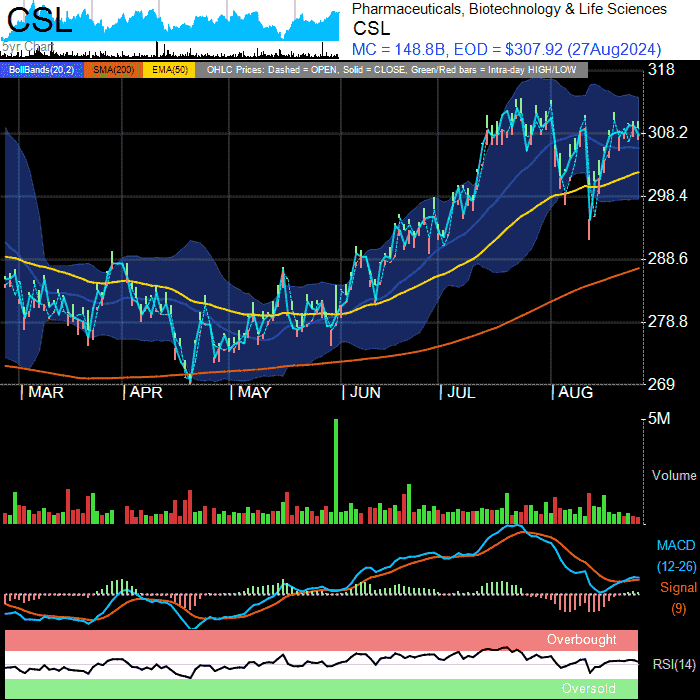 CSL
5yr Chart
Pharmaceuticals, Biotechnology & Life Sciences
CSL
MC = 148.8B, EOD = $307.92 (27Aug2024)
BollBands(20,2) SMA(200) EMA(50) OHLC Prices: Dashed = OPEN, Solid = CLOSE, Green/Red bars = Intra-day HIGH/LOW
318
308.2
298.4
288.6
278.8
269
MAR APR MAY JUN JUL AUG
5M
Volume
MACD
(12-26)
Signal
(9)
Overbought
RSI(14)
Oversold